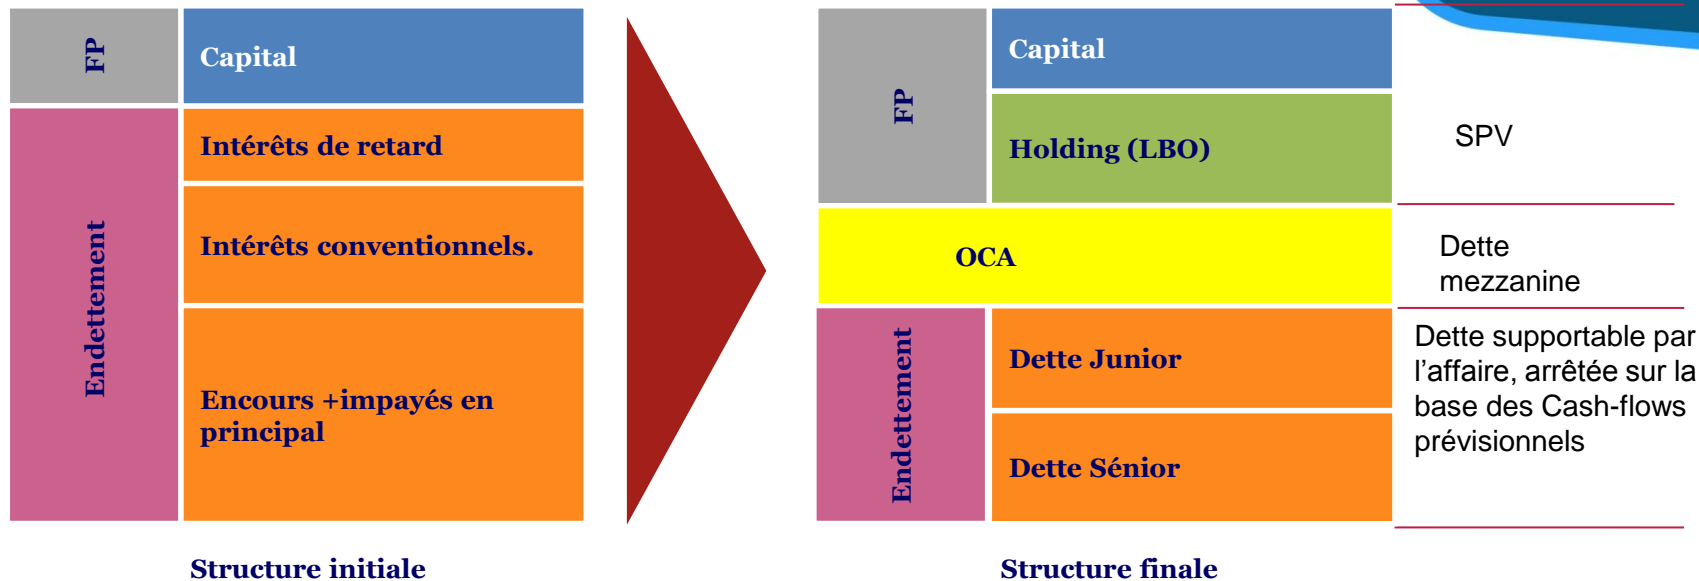 FP
Capital
Endettement
Intérêts de retard
Intérêts conventionnels.
Encours +impayés en
principal
Structure initiale
FP
Capital
Holding (LBO)
SPV
OCA
Dette
mezzanine
Endettement
Dette Junior
Dette Sénior
Dette supportable par
l’affaire, arrêtée sur la
base des Cash-flows
prévisionnels
Structure finale